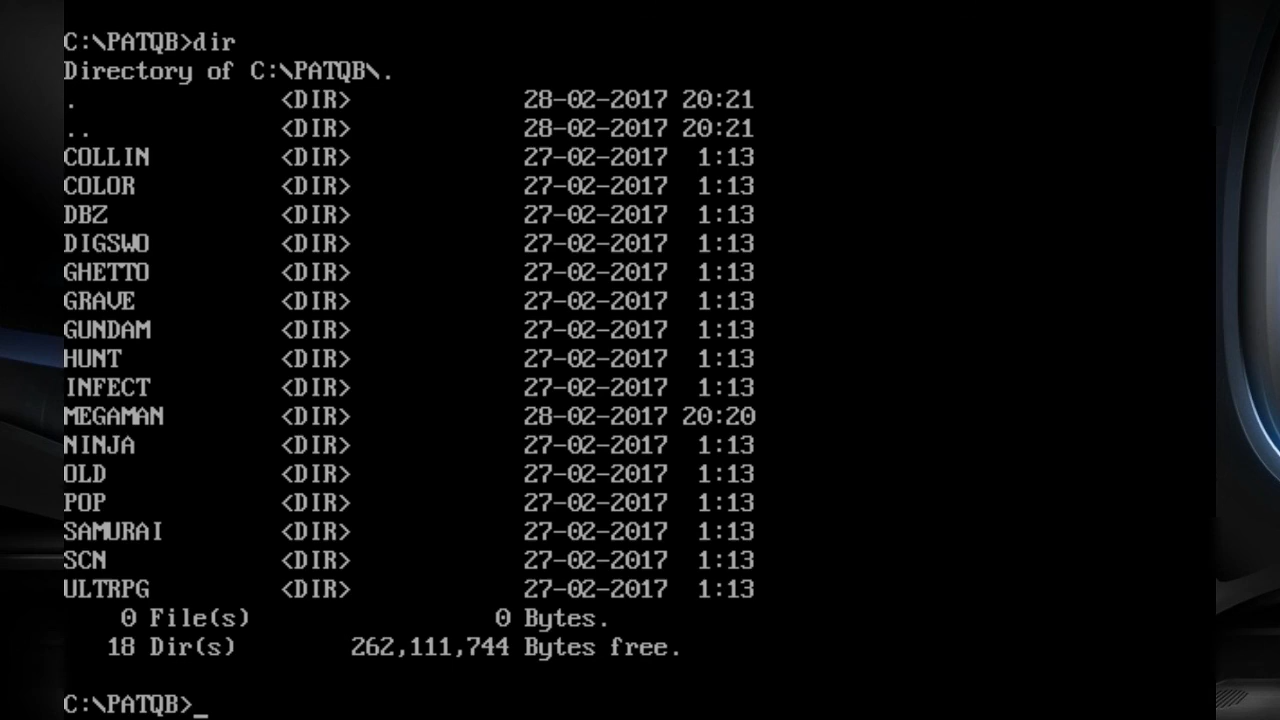 C:\PATQB>dir
Directory of C:\PATQB\.
.               <DIR>            28-02-2017 20:21
..              <DIR>            28-02-2017 20:21
COLLIN          <DIR>            27-02-2017  1:13
COLOR           <DIR>            27-02-2017  1:13
DBZ             <DIR>            27-02-2017  1:13
DIGSWO          <DIR>            27-02-2017  1:13
GHETTO          <DIR>            27-02-2017  1:13
GRAVE           <DIR>            27-02-2017  1:13
GUNDAM          <DIR>            27-02-2017  1:13
HUNT            <DIR>            27-02-2017  1:13
INFECT          <DIR>            27-02-2017  1:13
MEGAMAN         <DIR>            28-02-2017 20:20
NINJA           <DIR>            27-02-2017  1:13
OLD             <DIR>            27-02-2017  1:13
POP             <DIR>            27-02-2017  1:13
SAMURAI         <DIR>            27-02-2017  1:13
SCN             <DIR>            27-02-2017  1:13
ULTRPG          <DIR>            27-02-2017  1:13
    0 File(s)                 0 Bytes.
   18 Dir(s)        262,111,744 Bytes free.
C:\PATQB>_